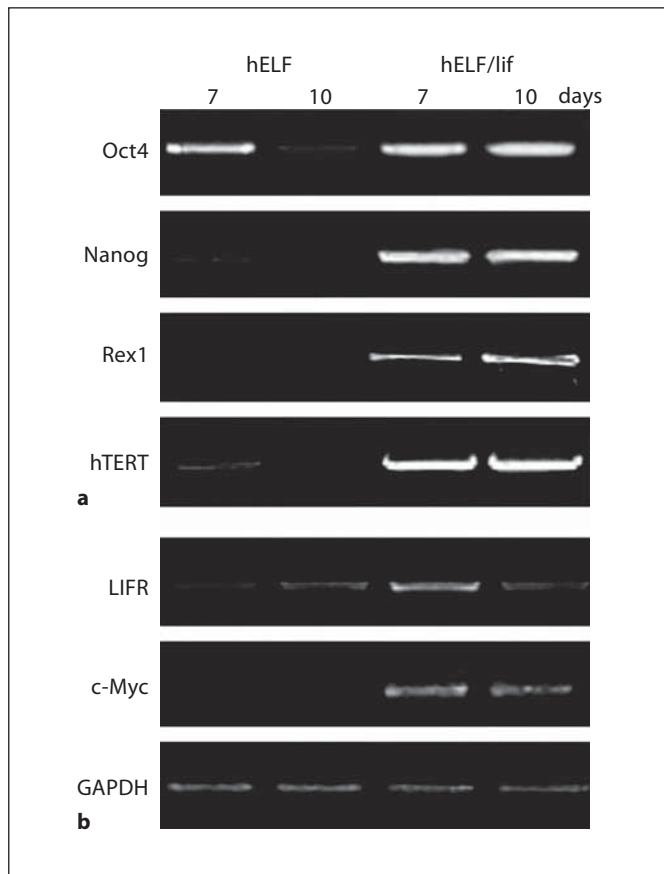 hELF hELF/lif
7 10 7 10 days
Oct4
Nanog
Rex1
hTERT
a
LIFR
c-Myc
GAPDH
b